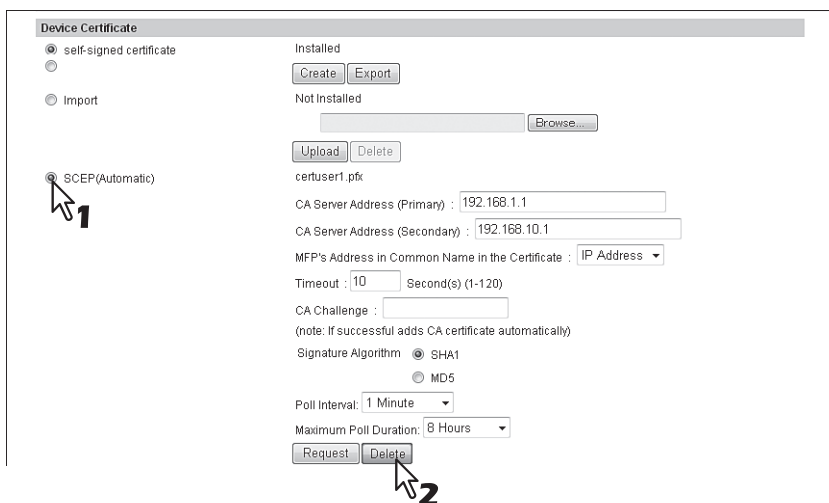 Device Certificate
self-signed certificate Installed
Create Export
Import Not Installed
Browse...
Upload Delete
SCEP(Automatic) certuser1.pfx
1
CA Server Address (Primary) : 192.168.1.1
CA Server Address (Secondary) : 192.168.10.1
MFP's Address in Common Name in the Certificate : IP Address
Timeout : 10 Second(s) (1-120)
CA Challenge :
(note: If successful adds CA certificate automatically)
Signature Algorithm SHA1
MD5
Poll Interval: 1 Minute
Maximum Poll Duration: 8 Hours
Request Delete
2